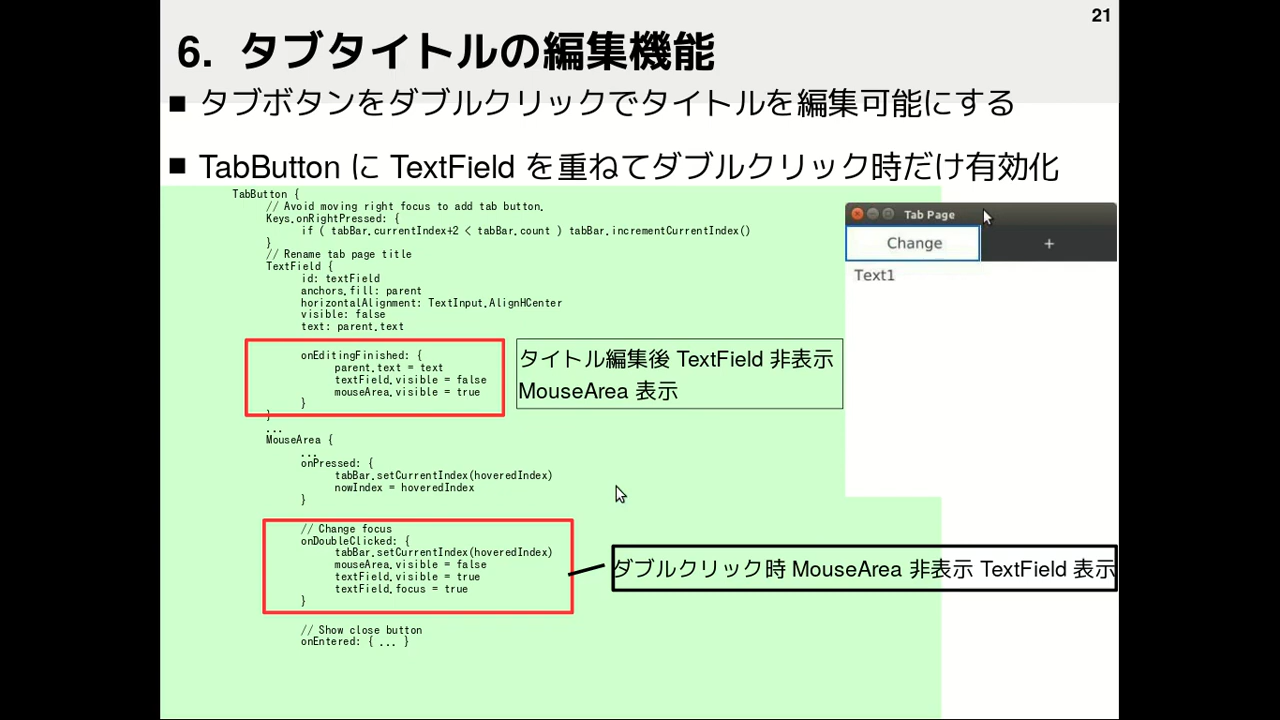 21
6. タブタイトルの編集機能
■ タブボタンをダブルクリックでタイトルを編集可能にする
■ TabButton に TextField を重ねてダブルクリック時だけ有効化
TabButton {
// Avoid moving right focus to add tab button.
Keys.onRightPressed: {
if ( tabBar.currentIndex+2 < tabBar.count ) tabBar.incrementCurrentIndex()
}
// Rename tab page title
TextField {
id: textField
anchors.fill: parent
horizontalAlignment: TextInput.AlignHCenter
visible: false
text: parent.text
onEditingFinished: {
parent.text = text
textField.visible = false
mouseArea.visible = true
}
}
...
MouseArea {
...
onPressed: {
tabBar.setCurrentIndex(hoveredIndex)
nowIndex = hoveredIndex
}
// Change focus
onDoubleClicked: {
tabBar.setCurrentIndex(hoveredIndex)
mouseArea.visible = false
textField.visible = true
textField.focus = true
}
// Show close button
onEntered: { ... }
タイトル編集後 TextField 非表示
MouseArea 表示
ダブルクリック時 MouseArea 非表示 TextField 表示
Tab Page
Change
+
Text1